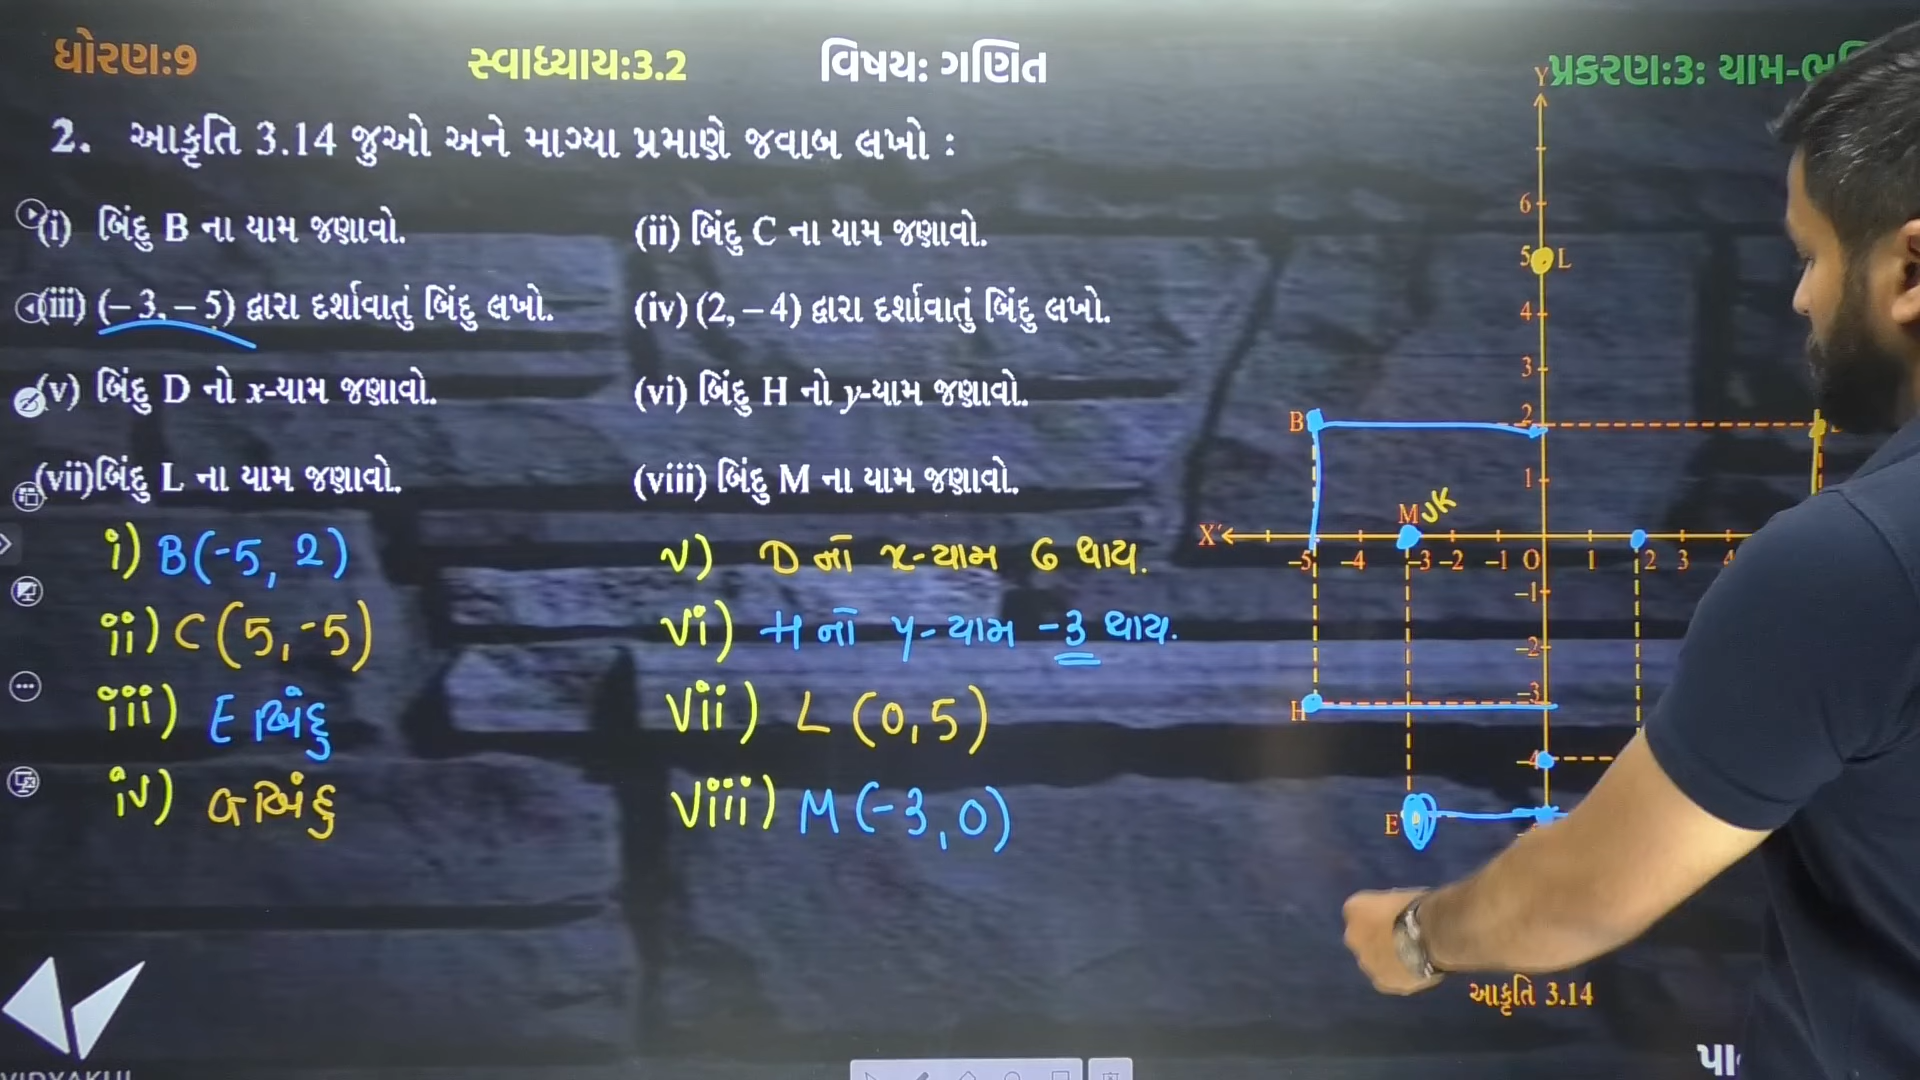 ધોરણ:9
સ્વાધ્યાય:3.2
વિષય: ગણિત
પ્રકરણ:૩: યામ-
2. આકૃતિ 3.14 જુઓ અને માગ્યા પ્રમાણે જવાબ લખો :
(i) બિંદુ B ના યામ જણાવો.
(ii) બિંદુ C ના યામ જણાવો.
(iii) (– 3, – 5) દ્વારા દર્શાવાતું બિંદુ લખો.
(iv) (2, – 4) દ્વારા દર્શાવાતું બિંદુ લખો.
(v) બિંદુ D નો x-યામ જણાવો.
(vi) બિંદુ H નો y-યામ જણાવો.
(vii) બિંદુ L ના યામ જણાવો.
(viii) બિંદુ M ના યામ જણાવો.
i) B(-5, 2)
ii) C (5, -5)
iii) E બિંદુ
iv) G બિંદુ
v) D નો x-યામ 6 થાય.
vi) H નો y-યામ -3 થાય.
vii) L (0,5)
viii) M (-3, 0)
Y
6
5 L
4
3
B 2
1
M
X'
–5 –4 –3 –2 –1 O 1 2 3 4
–1
–2
–3
H
–4
E
આકૃતિ 3.14
VIDYAKUL